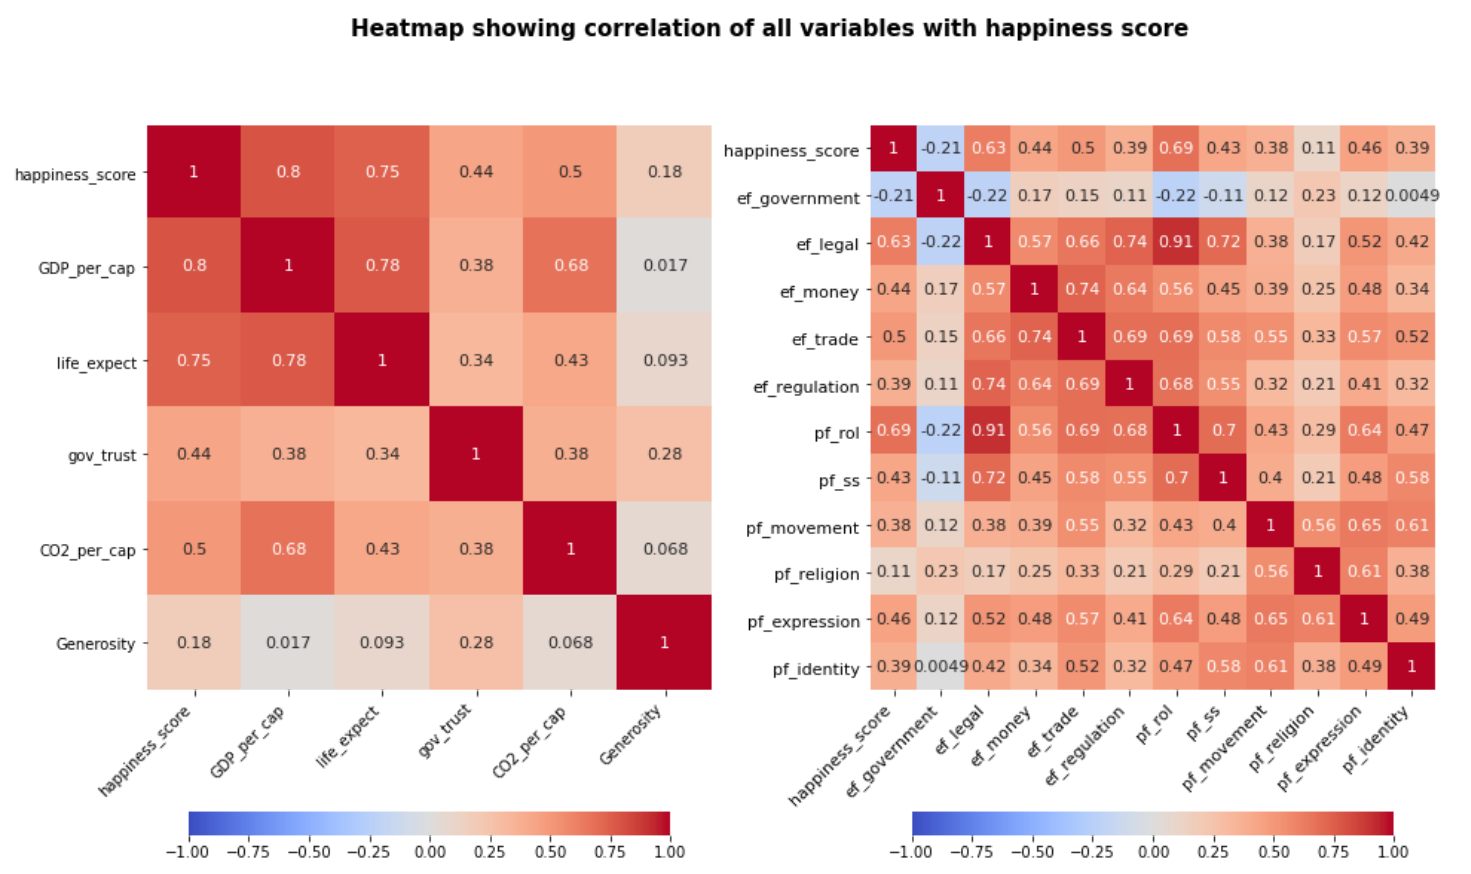 Heatmap showing correlation of all variables with happiness score
happiness_score 1 0.8 0.75 0.44 0.5 0.18
GDP_per_cap 0.8 1 0.78 0.38 0.68 0.017
life_expect 0.75 0.78 1 0.34 0.43 0.093
gov_trust 0.44 0.38 0.34 1 0.38 0.28
CO2_per_cap 0.5 0.68 0.43 0.38 1 0.068
Generosity 0.18 0.017 0.093 0.28 0.068 1
happiness_score GDP_per_cap life_expect gov_trust CO2_per_cap Generosity
−1.00 −0.75 −0.50 −0.25 0.00 0.25 0.50 0.75 1.00
happiness_score 1 -0.21 0.63 0.44 0.5 0.39 0.69 0.43 0.38 0.11 0.46 0.39
ef_government -0.21 1 -0.22 0.17 0.15 0.11 -0.22 -0.11 0.12 0.23 0.12 0.0049
ef_legal 0.63 -0.22 1 0.57 0.66 0.74 0.91 0.72 0.38 0.17 0.52 0.42
ef_money 0.44 0.17 0.57 1 0.74 0.64 0.56 0.45 0.39 0.25 0.48 0.34
ef_trade 0.5 0.15 0.66 0.74 1 0.69 0.69 0.58 0.55 0.33 0.57 0.52
ef_regulation 0.39 0.11 0.74 0.64 0.69 1 0.68 0.55 0.32 0.21 0.41 0.32
pf_rol 0.69 -0.22 0.91 0.56 0.69 0.68 1 0.7 0.43 0.29 0.64 0.47
pf_ss 0.43 -0.11 0.72 0.45 0.58 0.55 0.7 1 0.4 0.21 0.48 0.58
pf_movement 0.38 0.12 0.38 0.39 0.55 0.32 0.43 0.4 1 0.56 0.65 0.61
pf_religion 0.11 0.23 0.17 0.25 0.33 0.21 0.29 0.21 0.56 1 0.61 0.38
pf_expression 0.46 0.12 0.52 0.48 0.57 0.41 0.64 0.48 0.65 0.61 1 0.49
pf_identity 0.39 0.0049 0.42 0.34 0.52 0.32 0.47 0.58 0.61 0.38 0.49 1
happiness_score ef_government ef_legal ef_money ef_trade ef_regulation pf_rol pf_ss pf_movement pf_religion pf_expression pf_identity
−1.00 −0.75 −0.50 −0.25 0.00 0.25 0.50 0.75 1.00